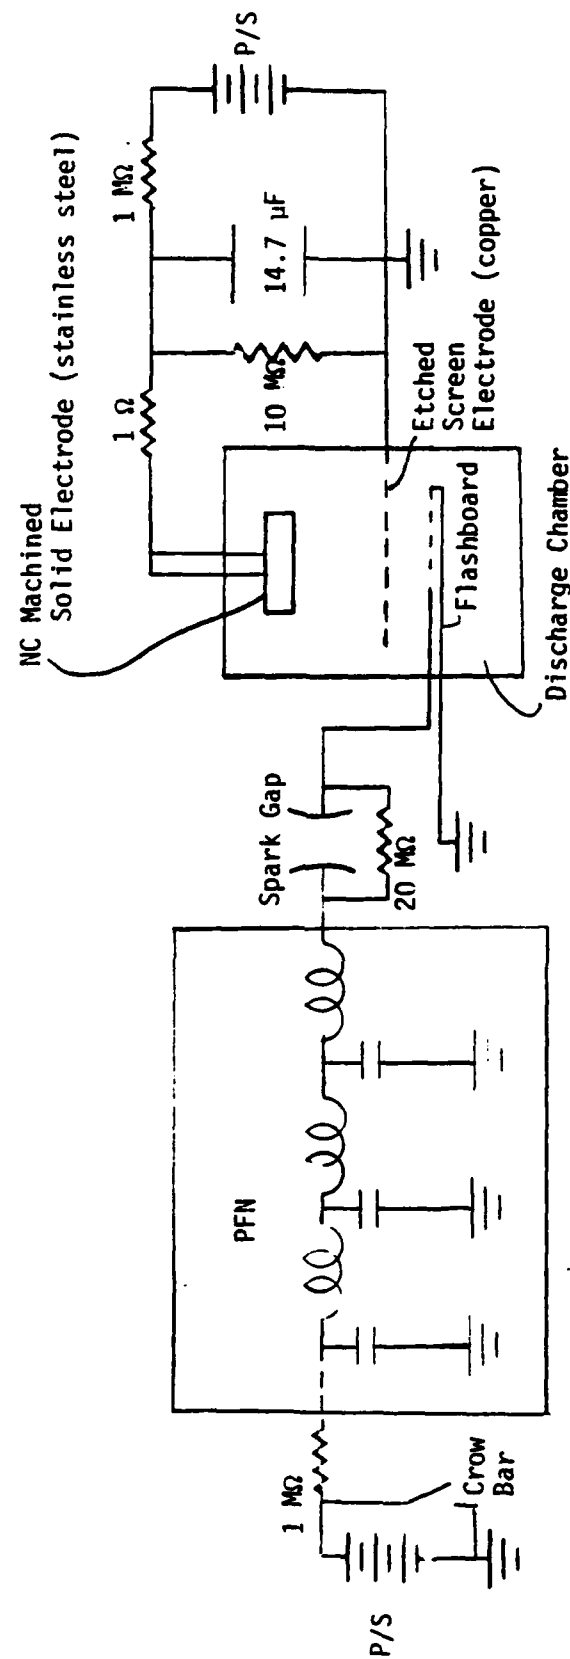 NC Machined
Solid Electrode (stainless steel)
1 MΩ
P/S
1 Ω
14.7 µF
10 MΩ
Etched
Screen
Electrode (copper)
Flashboard
Discharge Chamber
Spark Gap
20 MΩ
PFN
1 MΩ
Crow
Bar
P/S